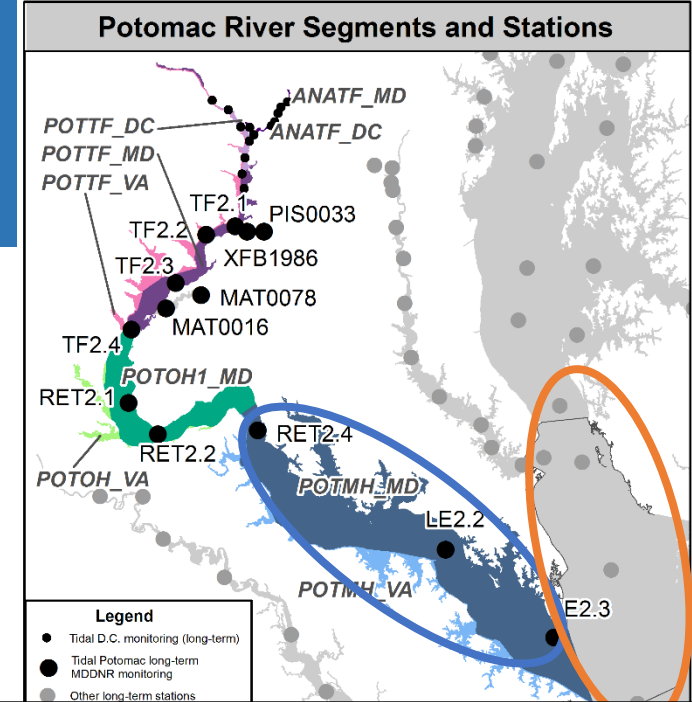 Potomac River Segments and Stations
ANATF_MD
POTTF_DC
ANATF_DC
POTTF_MD
POTTF_VA
TF2.1
PIS0033
TF2.2
XFB1986
TF2.3
MAT0078
MAT0016
TF2.4
POTOH1_MD
RET2.1
RET2.4
RET2.2
POTOH_VA
POTMH_MD
LE2.2
POTMH_VA
E2.3
Legend
Tidal D.C. monitoring (long-term)
Tidal Potomac long-term
MDDNR monitoring
Other long-term stations